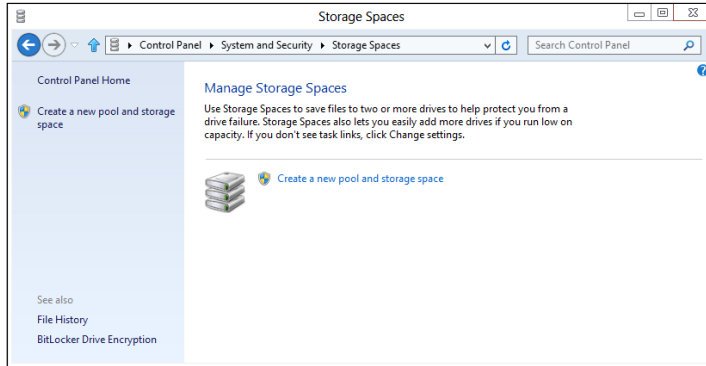 Storage Spaces
Control Panel ▸ System and Security ▸ Storage Spaces
Search Control Panel
Control Panel Home
Create a new pool and storage
space
Manage Storage Spaces
Use Storage Spaces to save files to two or more drives to help protect you from a
drive failure. Storage Spaces also lets you easily add more drives if you run low on
capacity. If you don't see task links, click Change settings.
Create a new pool and storage space
See also
File History
BitLocker Drive Encryption